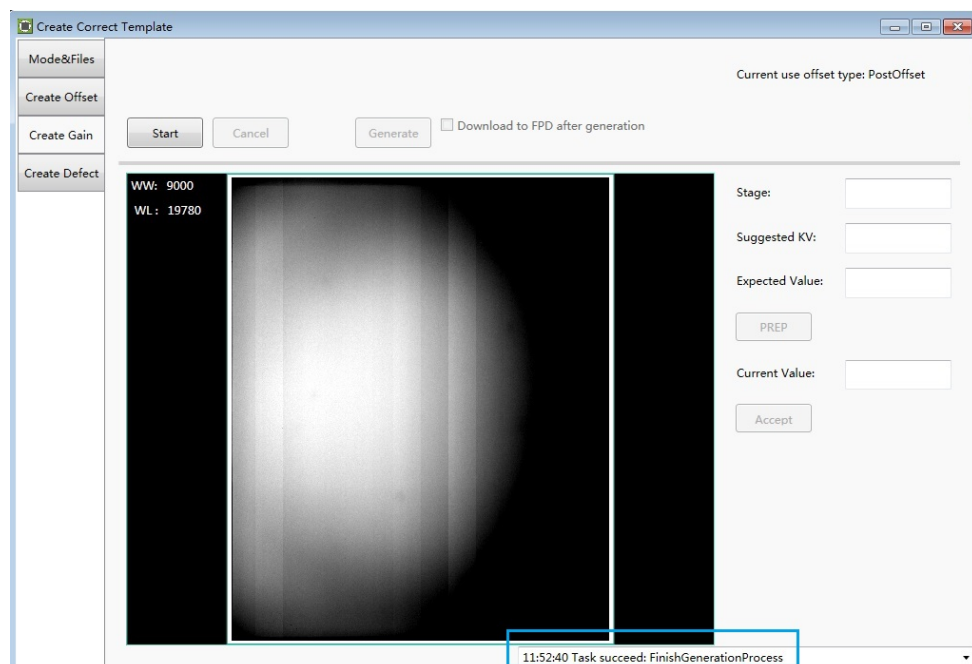 Create Correct Template
Mode&Files
Create Offset
Create Gain
Create Defect
Current use offset type: PostOffset
Start
Cancel
Generate
Download to FPD after generation
WW: 9000
WL: 19780
Stage:
Suggested KV:
Expected Value:
PREP
Current Value:
Accept
11:52:40 Task succeed: FinishGenerationProcess